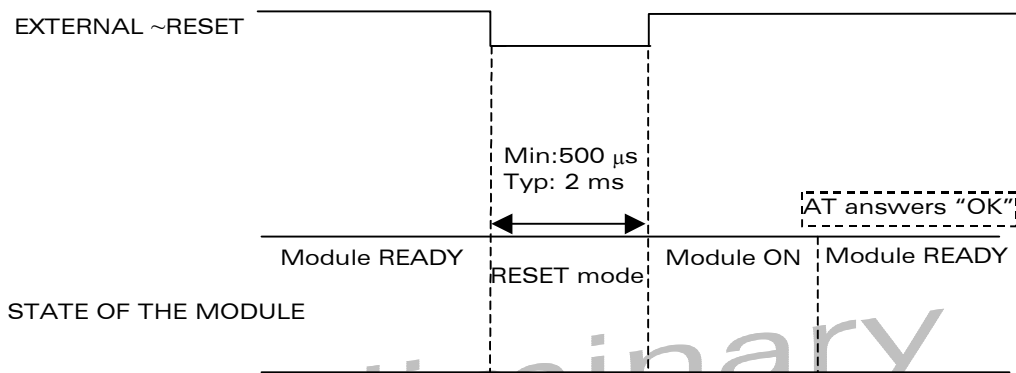 EXTERNAL ~RESET
Min:500 µs
Typ: 2 ms
AT answers “OK”
Module READY
RESET mode
Module ON
Module READY
STATE OF THE MODULE